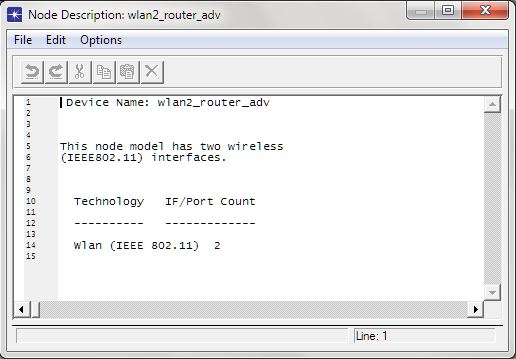 Node Description: wlan2_router_adv
File Edit Options
1 Device Name: wlan2_router_adv
2
3
4
5 This node model has two wireless
6 (IEEE802.11) interfaces.
7
8
9
10 Technology IF/Port Count
11
12 ---------- -------------
13
14 Wlan (IEEE 802.11) 2
15
Line: 1